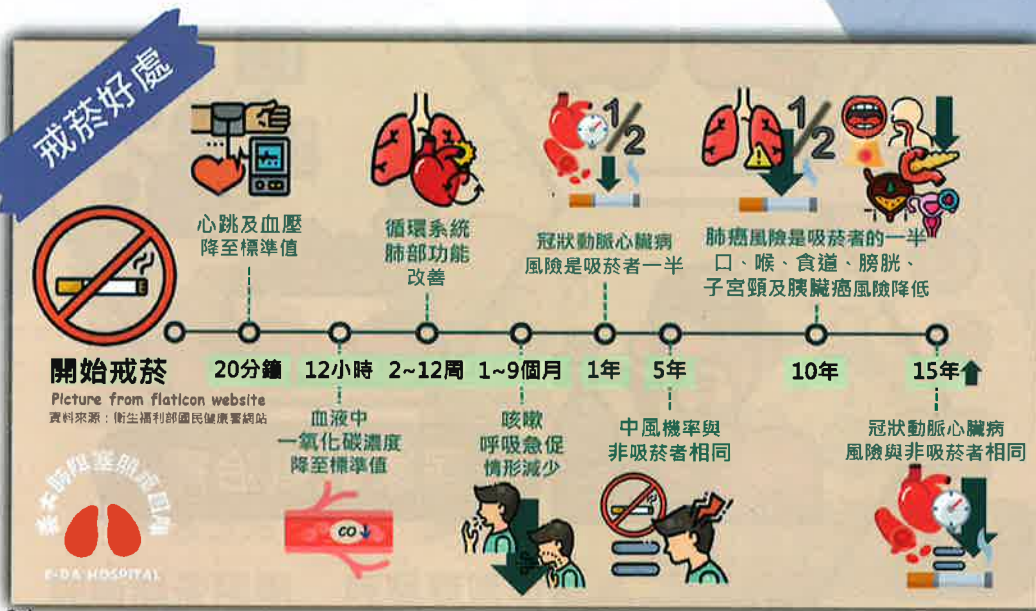 戒菸好處
1/2
1/2
心跳及血壓
降至標準值
循環系統
肺部功能
改善
冠狀動脈心臟病
風險是吸菸者一半
肺癌風險是吸菸者的一半
口、喉、食道、膀胱、
子宮頸及胰臟癌風險降低
開始戒菸
20分鐘
12小時
2~12周
1~9個月
1年
5年
10年
15年
Picture from flaticon website
資料來源：衛生福利部國民健康署網站
血液中
一氧化碳濃度
降至標準值
咳嗽
呼吸急促
情形減少
中風機率與
非吸菸者相同
冠狀動脈心臟病
風險與非吸菸者相同
CO
E-DA HOSPITAL